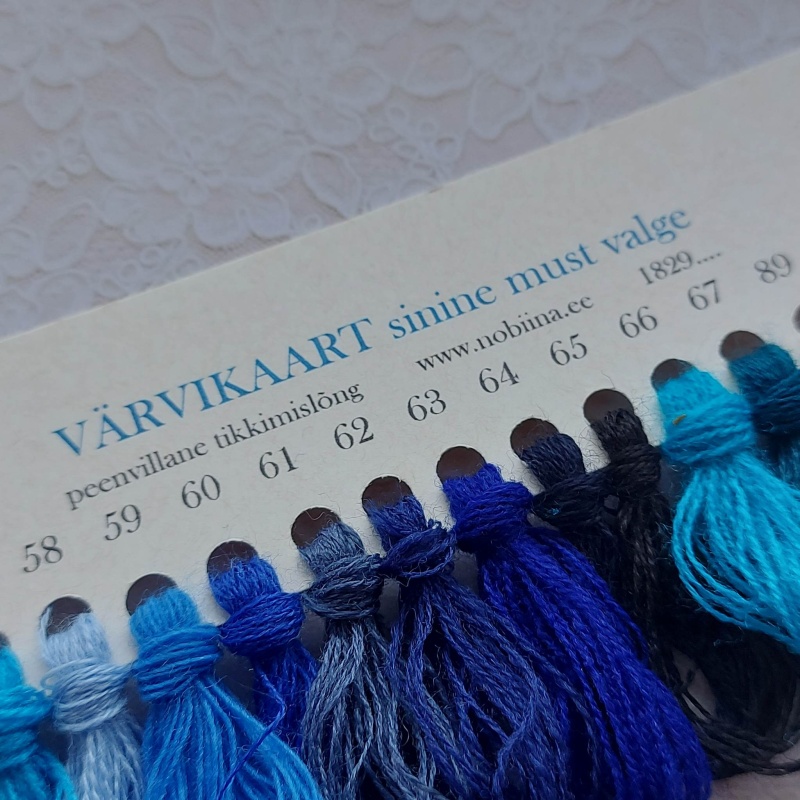 VÄRVIKAART sinine must valge
peenvillane tikkimislõng www.nobiina.ee 1829....
58 59 60 61 62 63 64 65 66 67 89